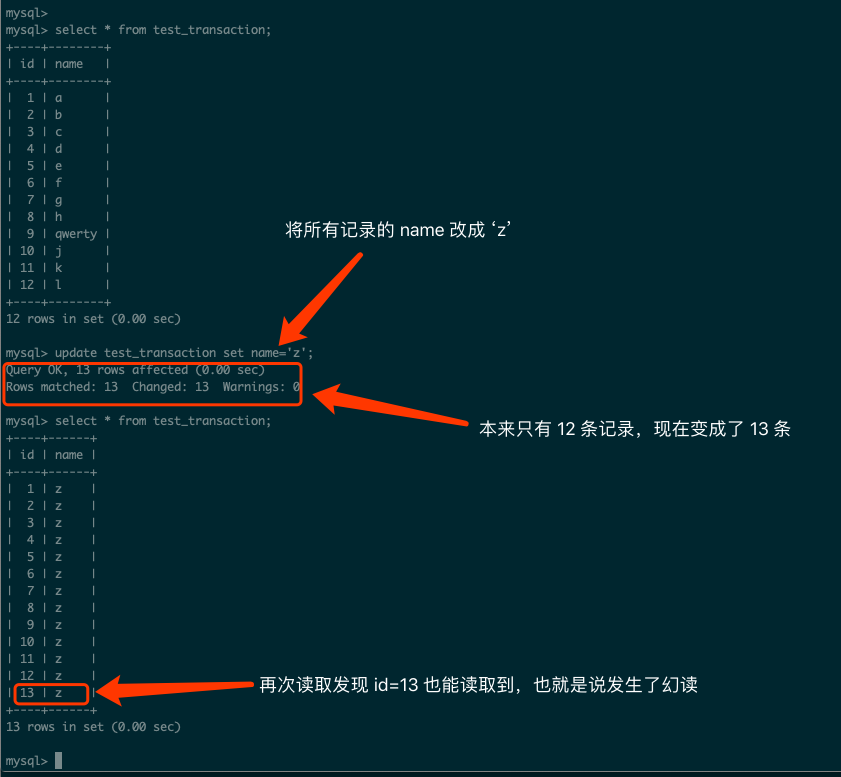 mysql>
mysql> select * from test_transaction;
+----+--------+
| id | name   |
+----+--------+
|  1 | a      |
|  2 | b      |
|  3 | c      |
|  4 | d      |
|  5 | e      |
|  6 | f      |
|  7 | g      |
|  8 | h      |
|  9 | qwerty |
| 10 | j      |
| 11 | k      |
| 12 | l      |
+----+--------+
12 rows in set (0.00 sec)
将所有记录的 name 改成 ‘z’
mysql> update test_transaction set name='z';
Query OK, 13 rows affected (0.00 sec)
Rows matched: 13  Changed: 13  Warnings: 0
本来只有 12 条记录，现在变成了 13 条
mysql> select * from test_transaction;
+----+------+
| id | name |
+----+------+
|  1 | z    |
|  2 | z    |
|  3 | z    |
|  4 | z    |
|  5 | z    |
|  6 | z    |
|  7 | z    |
|  8 | z    |
|  9 | z    |
| 10 | z    |
| 11 | z    |
| 12 | z    |
| 13 | z    |
再次读取发现 id=13 也能读取到，也就是说发生了幻读
+----+------+
13 rows in set (0.00 sec)
mysql>